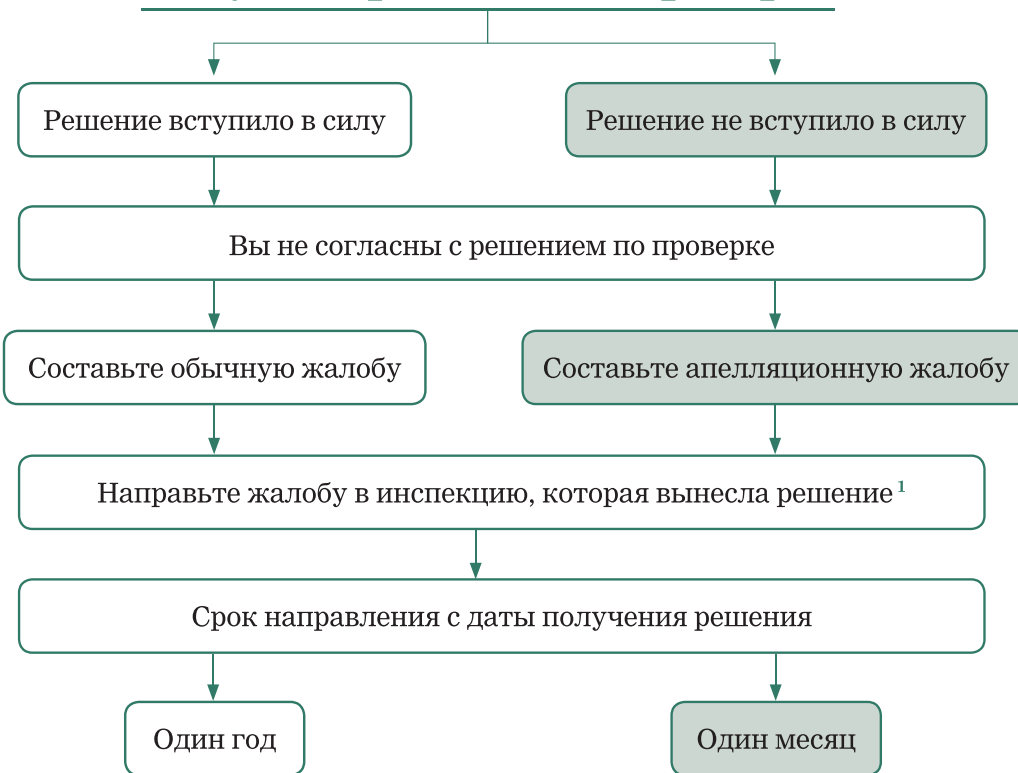 Решение вступило в силу
Решение не вступило в силу
Вы не согласны с решением по проверке
Составьте обычную жалобу
Составьте апелляционную жалобу
Направьте жалобу в инспекцию, которая вынесла решение 1
Срок направления с даты получения решения
Один год
Один месяц